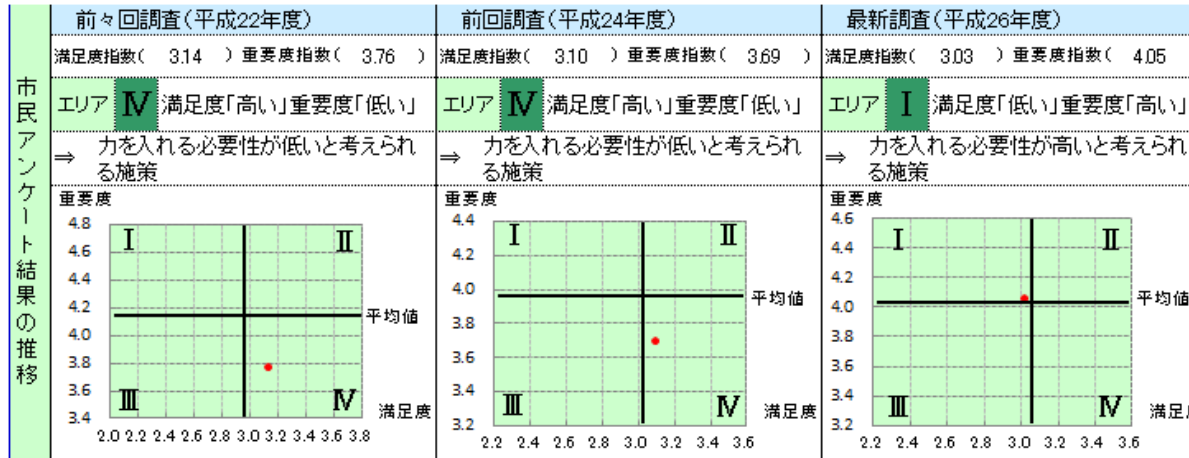 市民アンケート結果の推移
前々回調査(平成22年度)
満足度指数( 3.14 )重要度指数( 3.76 )
エリア Ⅳ 満足度「高い」重要度「低い」
⇒ 力を入れる必要性が低いと考えられ
る施策
重要度
4.8
4.6
4.4
4.2
4.0
3.8
3.6
3.4
Ⅰ Ⅱ
平均値
Ⅲ Ⅳ
満足度
2.0 2.2 2.4 2.6 2.8 3.0 3.2 3.4 3.6 3.8
前回調査(平成24年度)
満足度指数( 3.10 )重要度指数( 3.69 )
エリア Ⅳ 満足度「高い」重要度「低い」
⇒ 力を入れる必要性が低いと考えられ
る施策
重要度
4.4
4.2
4.0
3.8
3.6
3.4
3.2
Ⅰ Ⅱ
平均値
Ⅲ Ⅳ
満足度
2.2 2.4 2.6 2.8 3.0 3.2 3.4 3.6
最新調査(平成26年度)
満足度指数( 3.03 )重要度指数( 4.05
エリア Ⅰ 満足度「低い」重要度「高い」
⇒ 力を入れる必要性が高いと考えられ
る施策
重要度
4.6
4.4
4.2
4.0
3.8
3.6
3.4
3.2
Ⅰ Ⅱ
平均値
Ⅲ Ⅳ
満足度
2.2 2.4 2.6 2.8 3.0 3.2 3.4 3.6